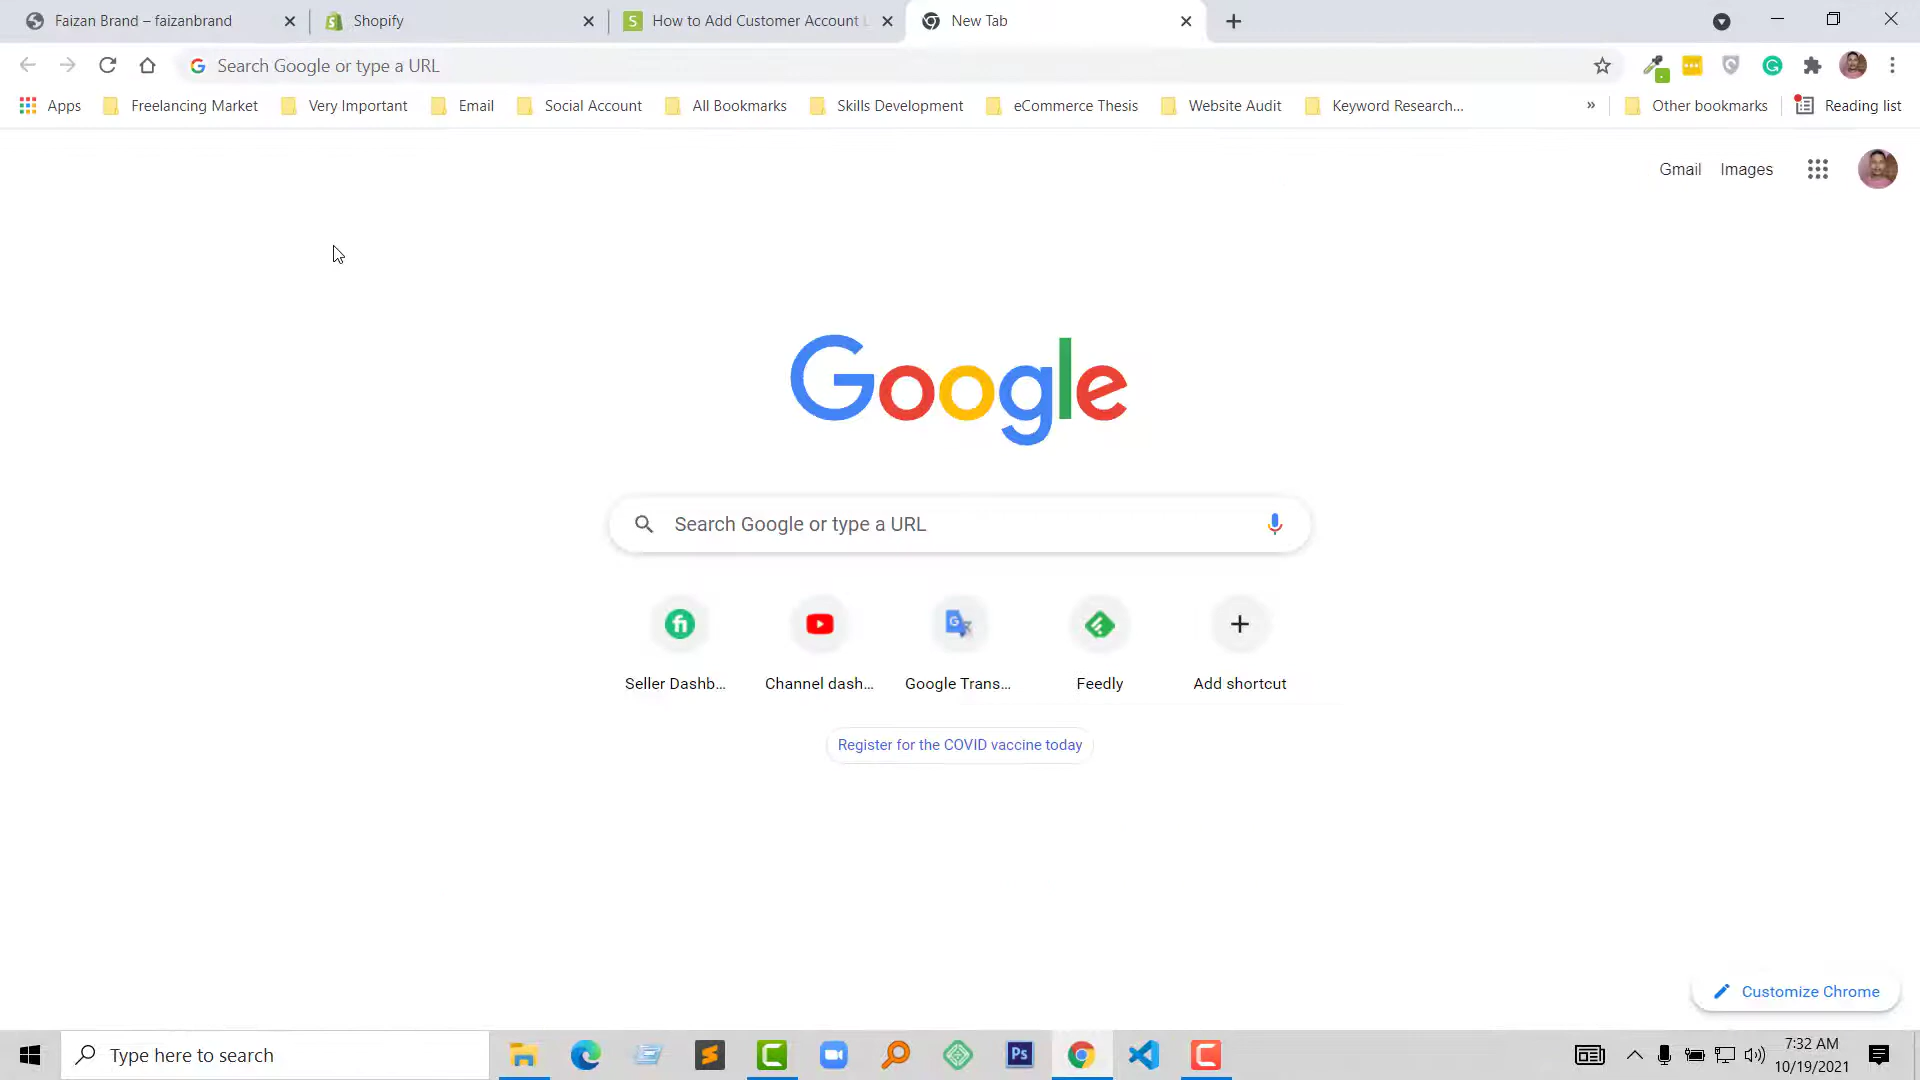 Faizan Brand – faizanbrand
Shopify
How to Add Customer Account L
New Tab
Search Google or type a URL
Apps
Freelancing Market
Very Important
Email
Social Account
All Bookmarks
Skills Development
eCommerce Thesis
Website Audit
Keyword Research...
»
Other bookmarks
Reading list
Gmail
Images
Google
Search Google or type a URL
Seller Dashb...
Channel dash...
Google Trans...
Feedly
Add shortcut
Register for the COVID vaccine today
Customize Chrome
Type here to search
Ps
7:32 AM
10/19/2021